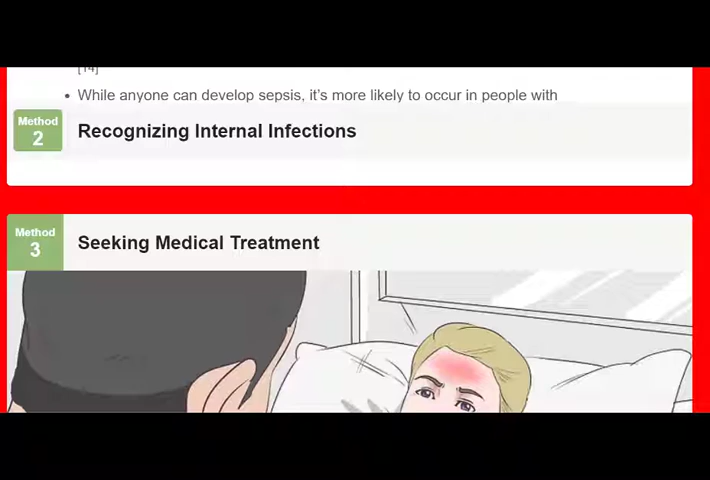 [14]
• While anyone can develop sepsis, it's more likely to occur in people with
Method
2
Recognizing Internal Infections
Method
3
Seeking Medical Treatment